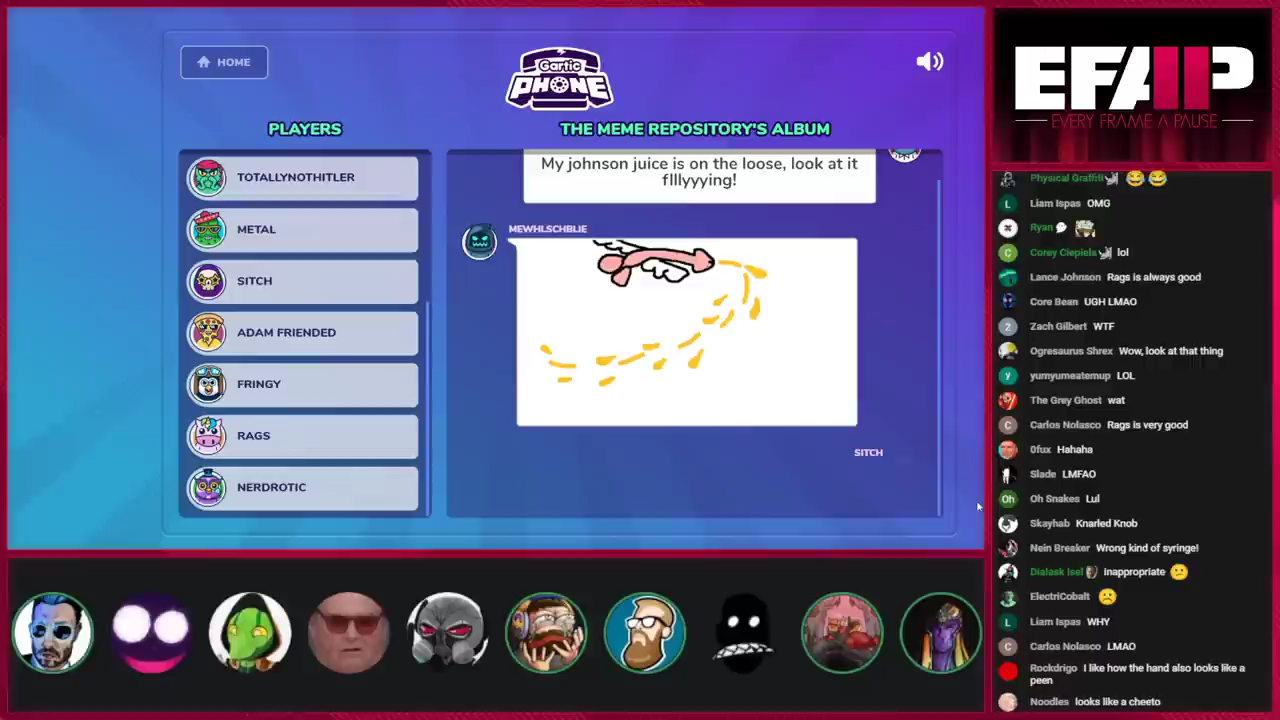 HOME
Gartic
PHONE
PLAYERS
TOTALLYNOTHITLER
METAL
SITCH
ADAM FRIENDED
FRINGY
RAGS
NERDROTIC
THE MEME REPOSITORY'S ALBUM
My johnson juice is on the loose, look at it
flllyyying!
MEWHLSCHBLIE
SITCH
EFAP
EVERY FRAME A PAUSE
Physical Graffiti
Liam Ispas OMG
Ryan
Corey Ciepiela lol
Lance Johnson Rags is always good
Core Bean UGH LMAO
Zach Gilbert WTF
Ogresaurus Shrex Wow, look at that thing
yumyumeatemup LOL
The Grey Ghost wat
Carlos Nolasco Rags is very good
0fux Hahaha
Slade LMFAO
Oh Oh Snakes Lul
Skayhab Knarled Knob
Nein Breaker Wrong kind of syringe!
Dialask Isel inappropriate
ElectriCobalt
L Liam Ispas WHY
C Carlos Nolasco LMAO
Rockdrigo I like how the hand also looks like a
peen
Noodles looks like a cheeto